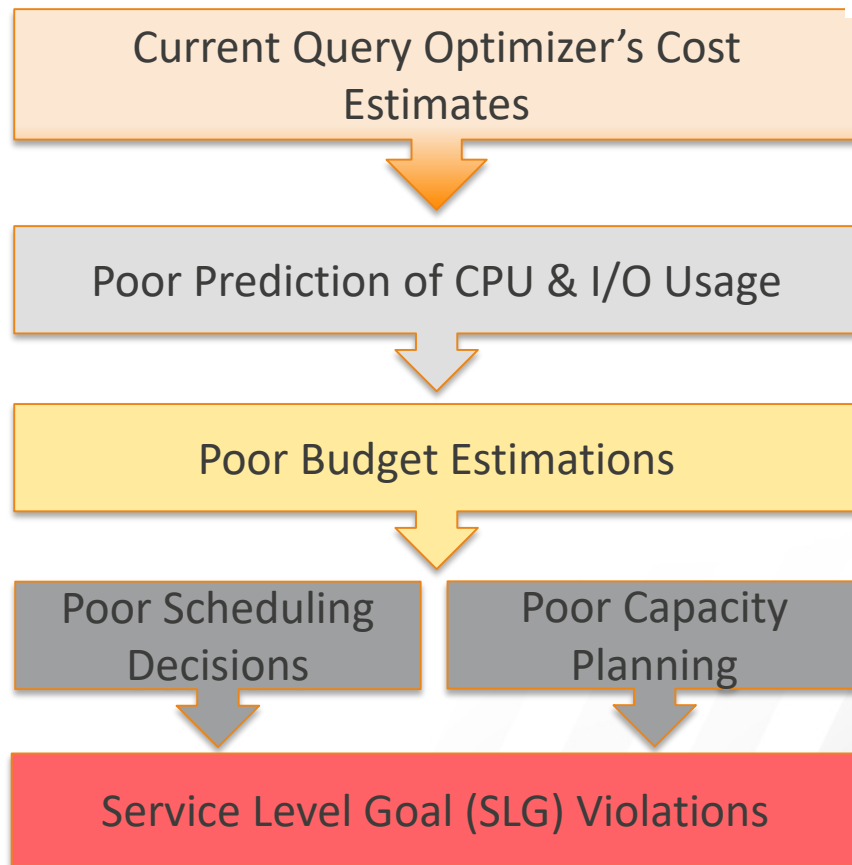 Current Query Optimizer’s Cost
Estimates
Poor Prediction of CPU & I/O Usage
Poor Budget Estimations
Poor Scheduling
Decisions
Poor Capacity
Planning
Service Level Goal (SLG) Violations